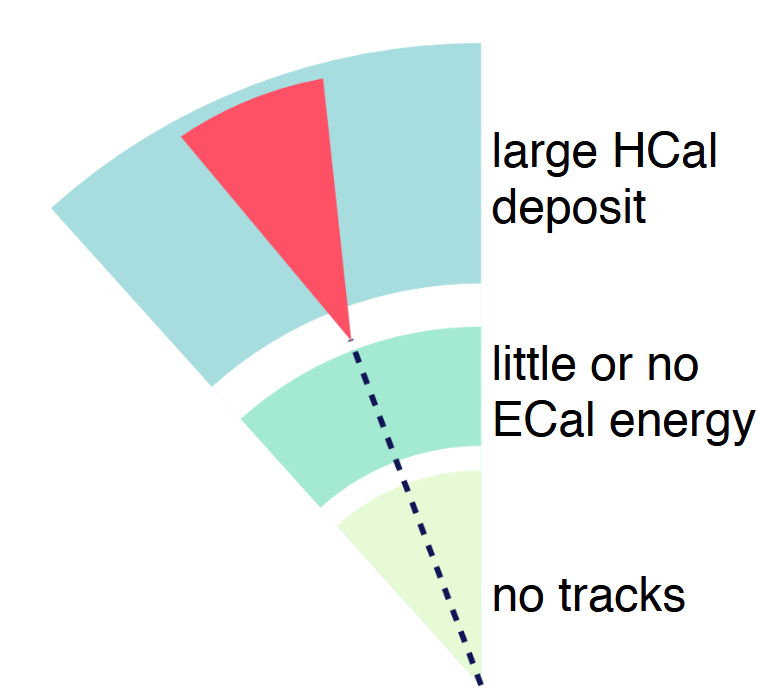 large HCal
deposit
little or no
ECal energy
no tracks